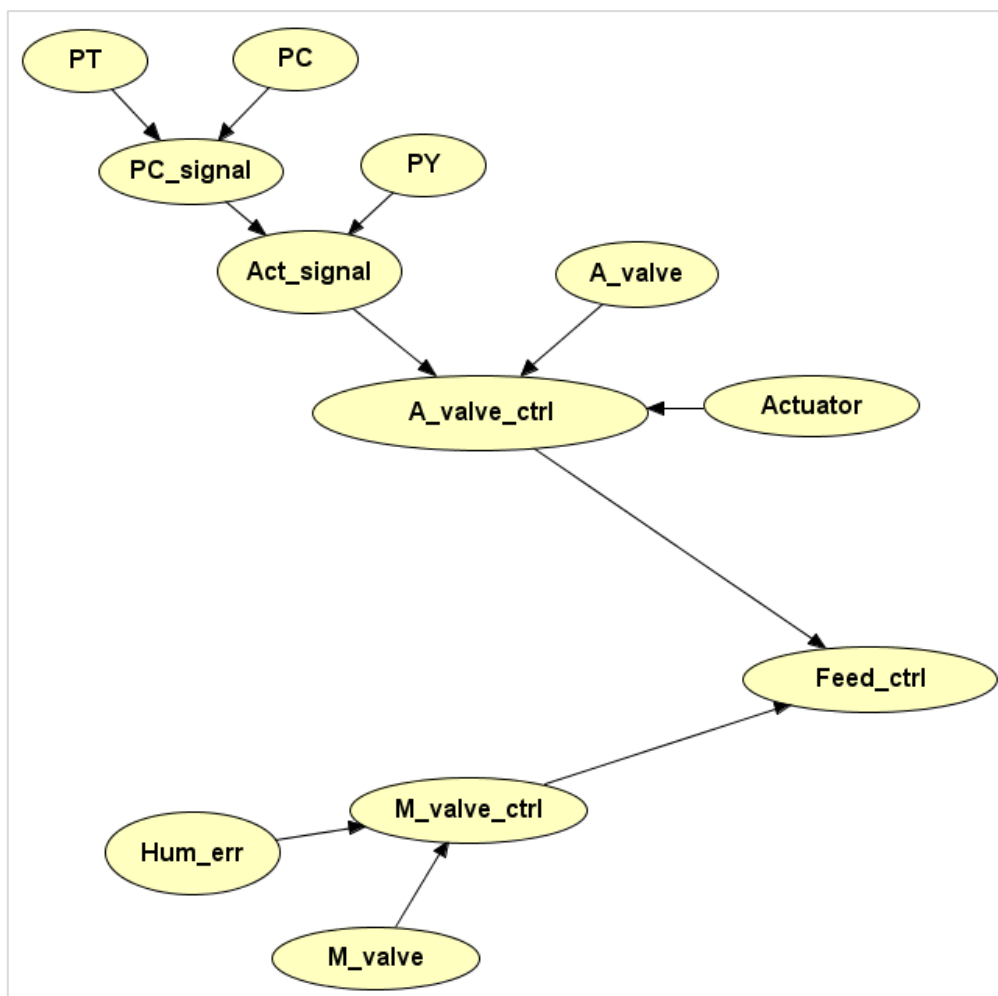 PT
PC
PC_signal
PY
Act_signal
A_valve
A_valve_ctrl
Actuator
Feed_ctrl
M_valve_ctrl
Hum_err
M_valve